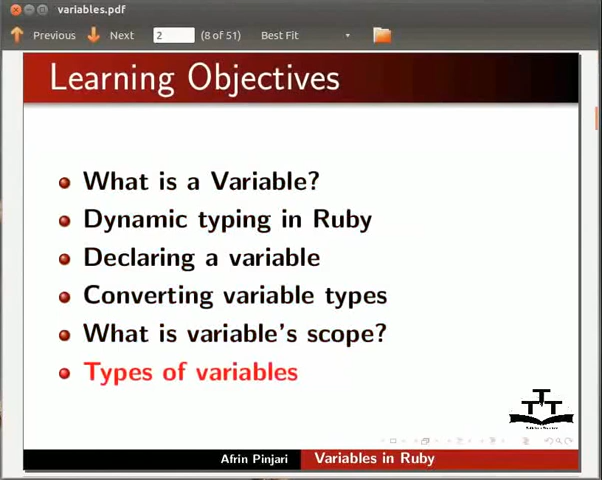 variables.pdf
Previous Next 2 (8 of 51) Best Fit
Learning Objectives
What is a Variable?
Dynamic typing in Ruby
Declaring a variable
Converting variable types
What is variable's scope?
Types of variables
Afrin Pinjari Variables in Ruby